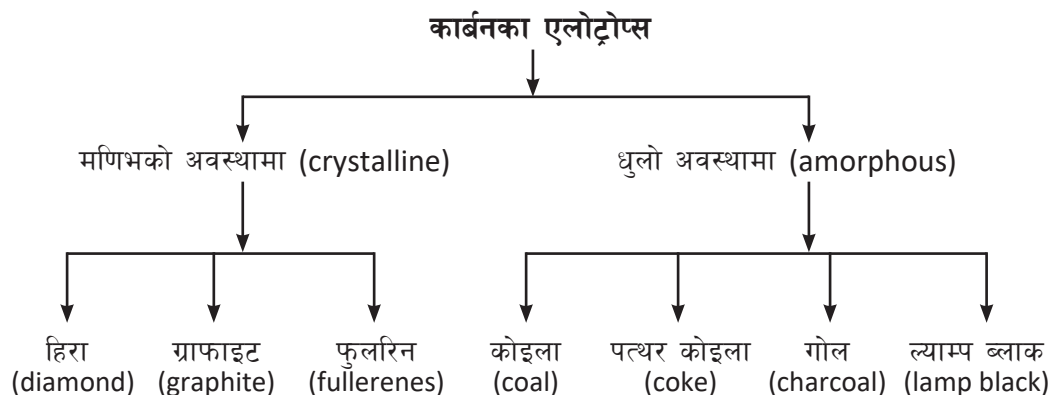 कार्बनका एलोट्रोप्स
मणिभको अवस्थामा (crystalline)
धुलो अवस्थामा (amorphous)
हिरा
(diamond)
ग्राफाइट
(graphite)
फुलरिन
(fullerenes)
कोइला
(coal)
पत्थर कोइला
(coke)
गोल
(charcoal)
ल्याम्प ब्लाक
(lamp black)